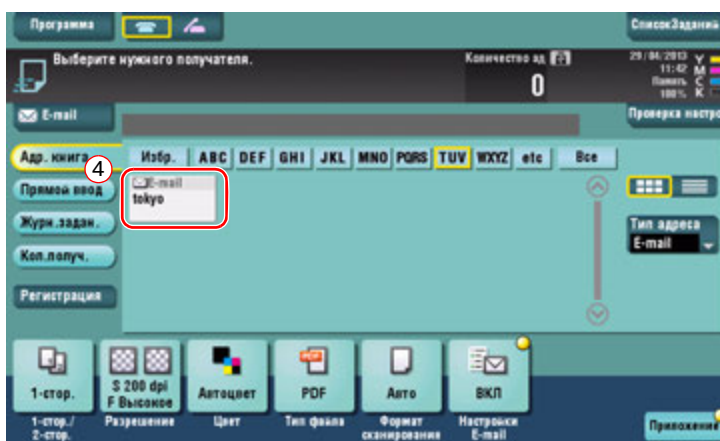 Программа
СписокЗаданий
Выберите нужного получателя.
Количество ад
0
29/04/2013
11:42
Память
100%
Y
M
C
K
E-mail
Проверка настро
Адр. книга
4
Избр.
ABC
DEF
GHI
JKL
MNO
PQRS
TUV
WXYZ
etc
Все
Прямой ввод
E-mail
tokyo
Журн.задан.
Тип адреса
E-mail
Кол.получ.
Регистрация
1-стор.
S 200 dpi
F Высокое
Автоцвет
PDF
Авто
ВКЛ
1-стор./
2-стор.
Разрешение
Цвет
Тип файла
Формат
сканирования
Настройки
E-mail
Приложение